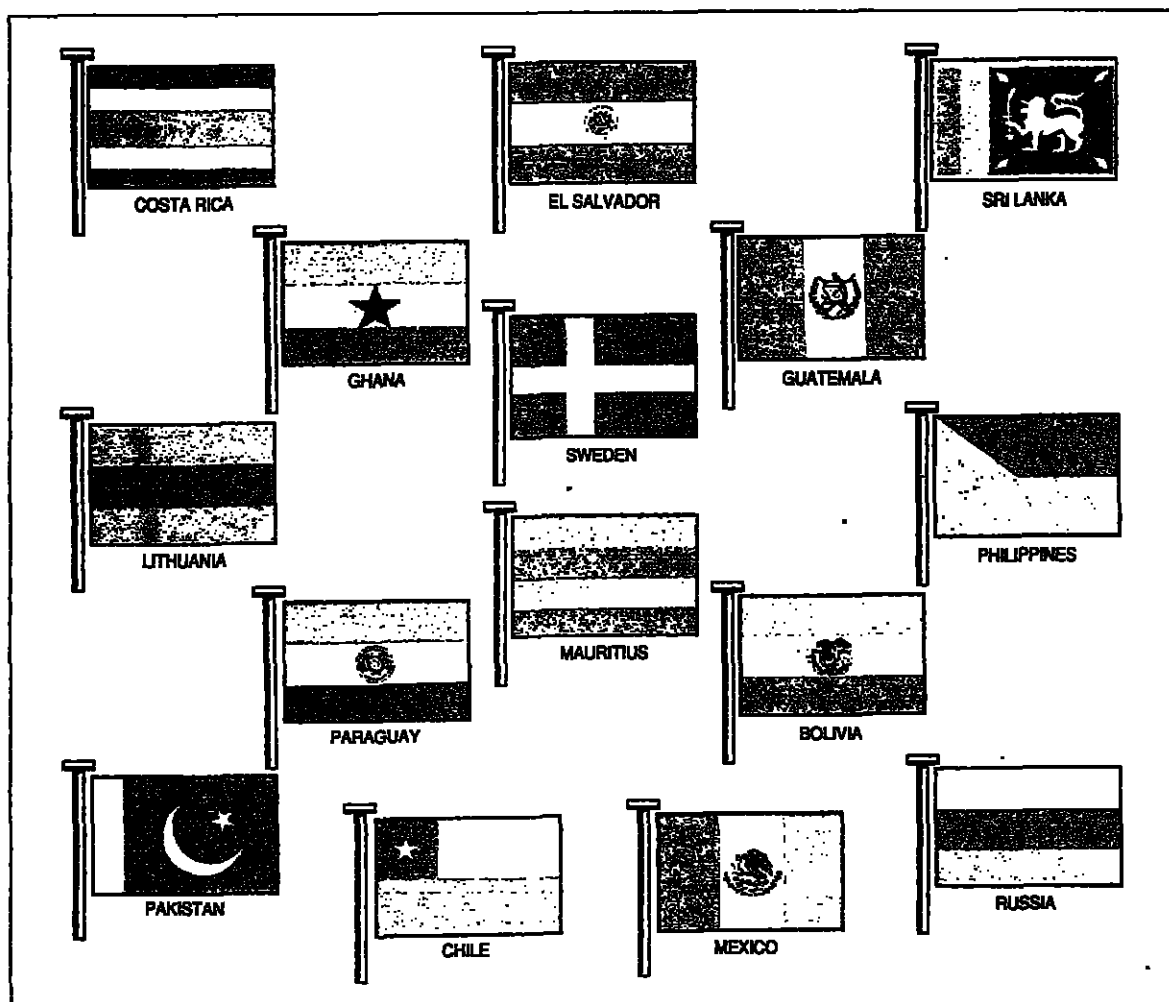 COSTA RICA
EL SALVADOR
SRI LANKA
GHANA
GUATEMALA
SWEDEN
LITHUANIA
PHILIPPINES
MAURITIUS
PARAGUAY
BOLIVIA
PAKISTAN
CHILE
MEXICO
RUSSIA